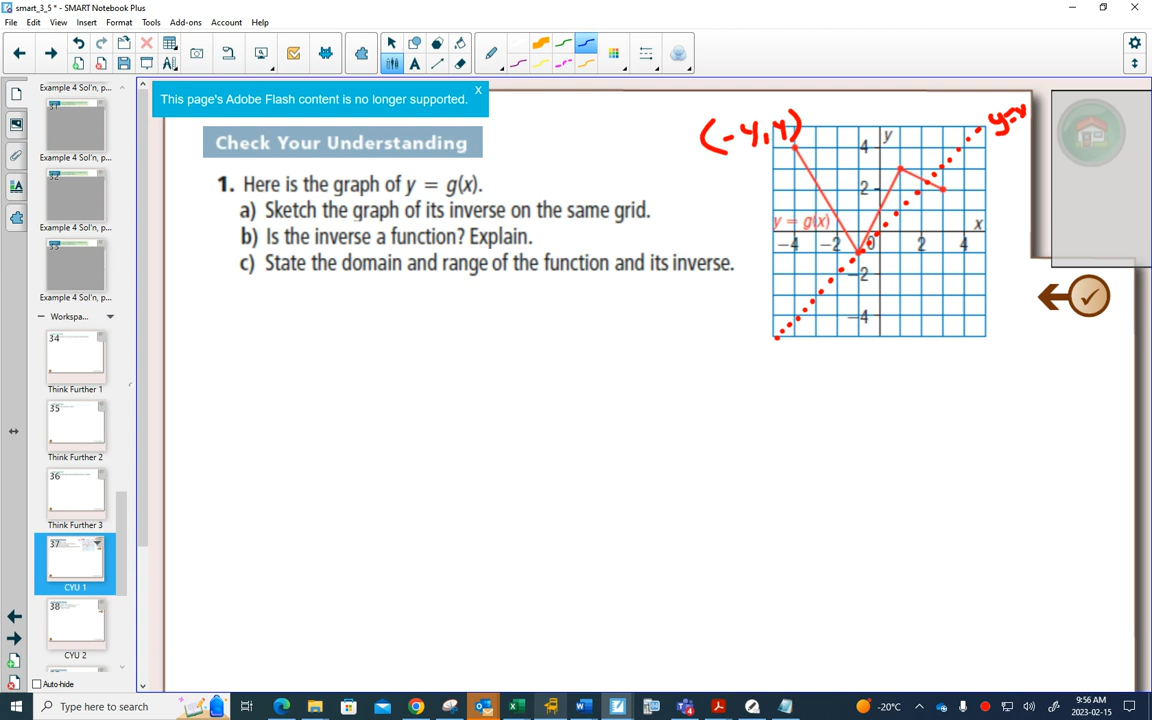 smart_3_5 * - SMART Notebook Plus
File Edit View Insert Format Tools Add-ons Account Help
This page's Adobe Flash content is no longer supported. X
Check Your Understanding
1. Here is the graph of y = g(x).
a) Sketch the graph of its inverse on the same grid.
b) Is the inverse a function? Explain.
c) State the domain and range of the function and its inverse.
(-4,4)
y=x
y
4
2
y = g(x)
x
-4 -2 0 2 4
-2
-4
Example 4 Sol'n, p...
31
Example 4 Sol'n, p...
32
Example 4 Sol'n, p...
33
Example 4 Sol'n, p...
Workspa...
34
Think Further 1
35
Think Further 2
36
Think Further 3
37
CYU 1
38
CYU 2
Auto-hide
Type here to search
-20°C
9:56 AM
2023-02-15